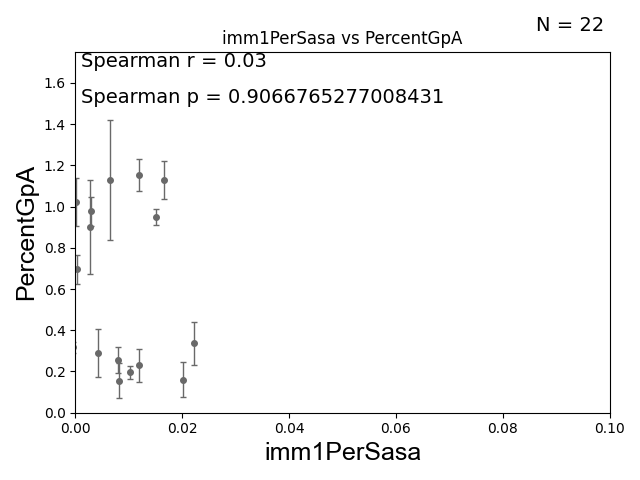 N = 22
imm1PerSasa vs PercentGpA
Spearman r = 0.03
Spearman p = 0.9066765277008431
1.6
1.4
1.2
1.0
0.8
0.6
0.4
0.2
0.0
PercentGpA
0.00 0.02 0.04 0.06 0.08 0.10
imm1PerSasa